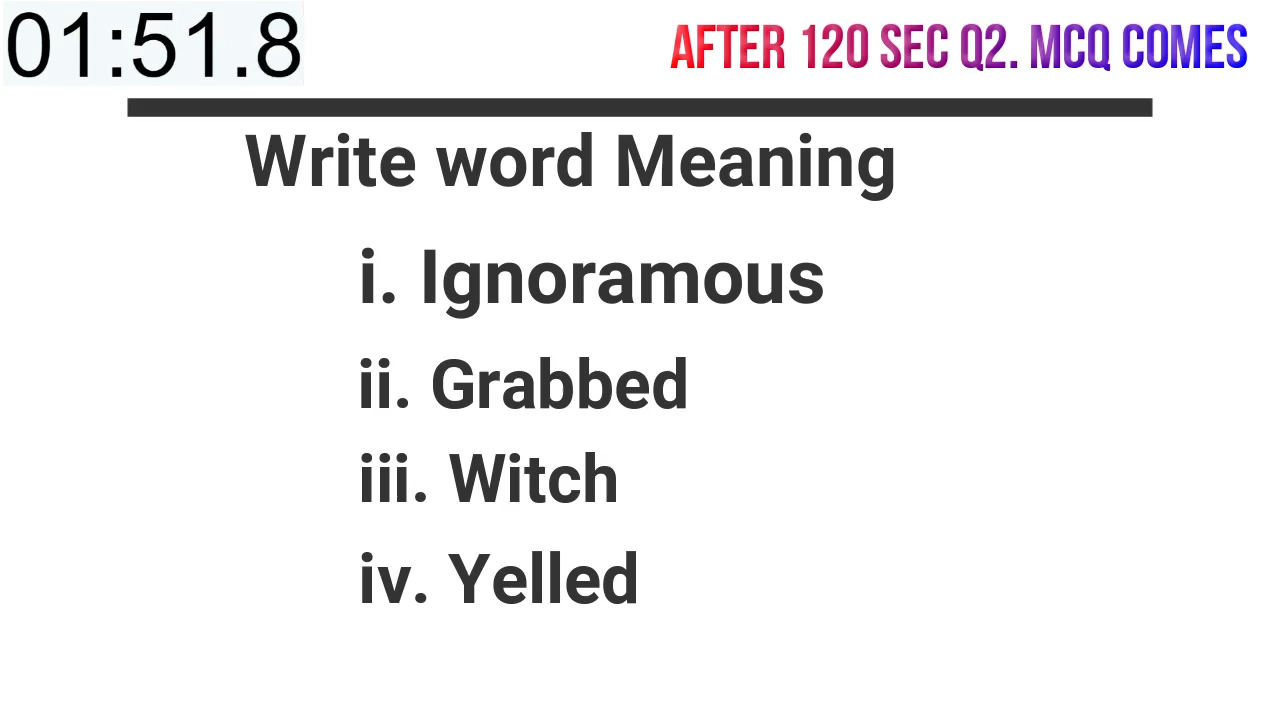 01:51.8
AFTER 120 SEC Q2. MCQ COMES
Write word Meaning
i. Ignoramous
ii. Grabbed
iii. Witch
iv. Yelled